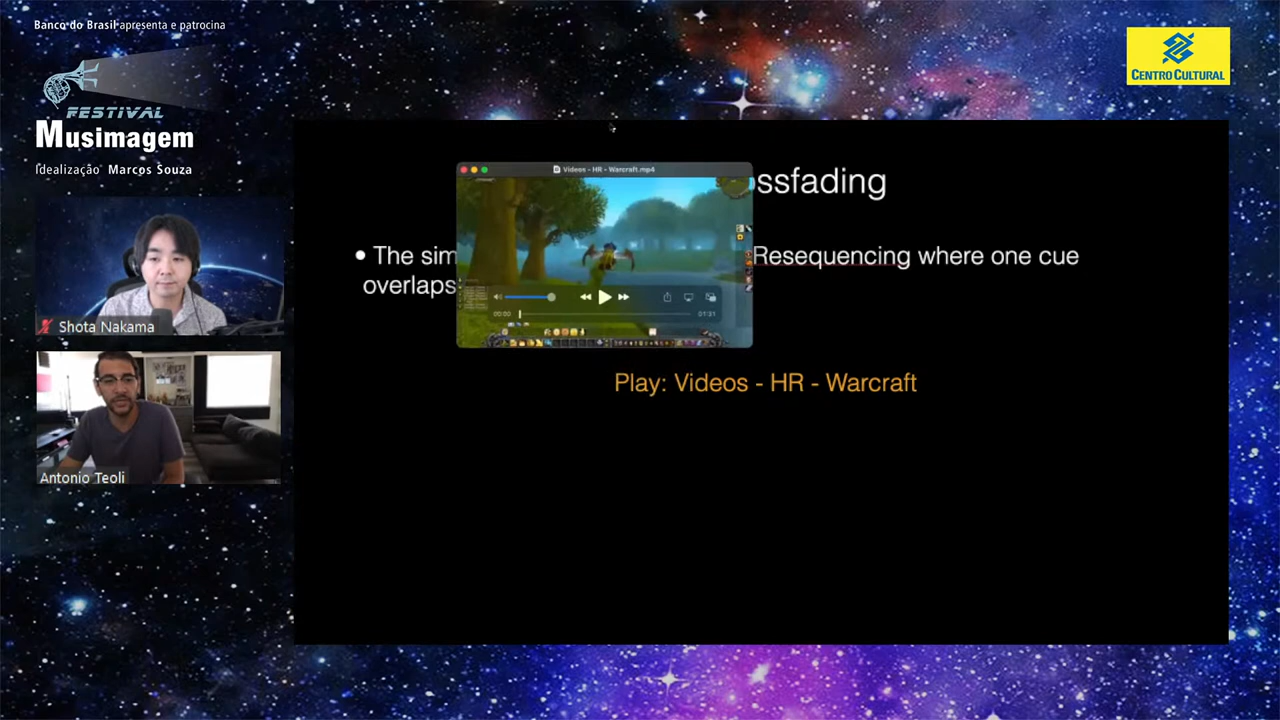 Banco do Brasil apresenta e patrocina
FESTIVAL
Musimagem
Idealização Marcos Souza
CENTRO CULTURAL
Shota Nakama
Antonio Teoli
Videos - HR - Warcraft.mp4
ssfading
• The sim
Resequencing where one cue
overlaps
00:00
01:31
Play: Videos - HR - Warcraft